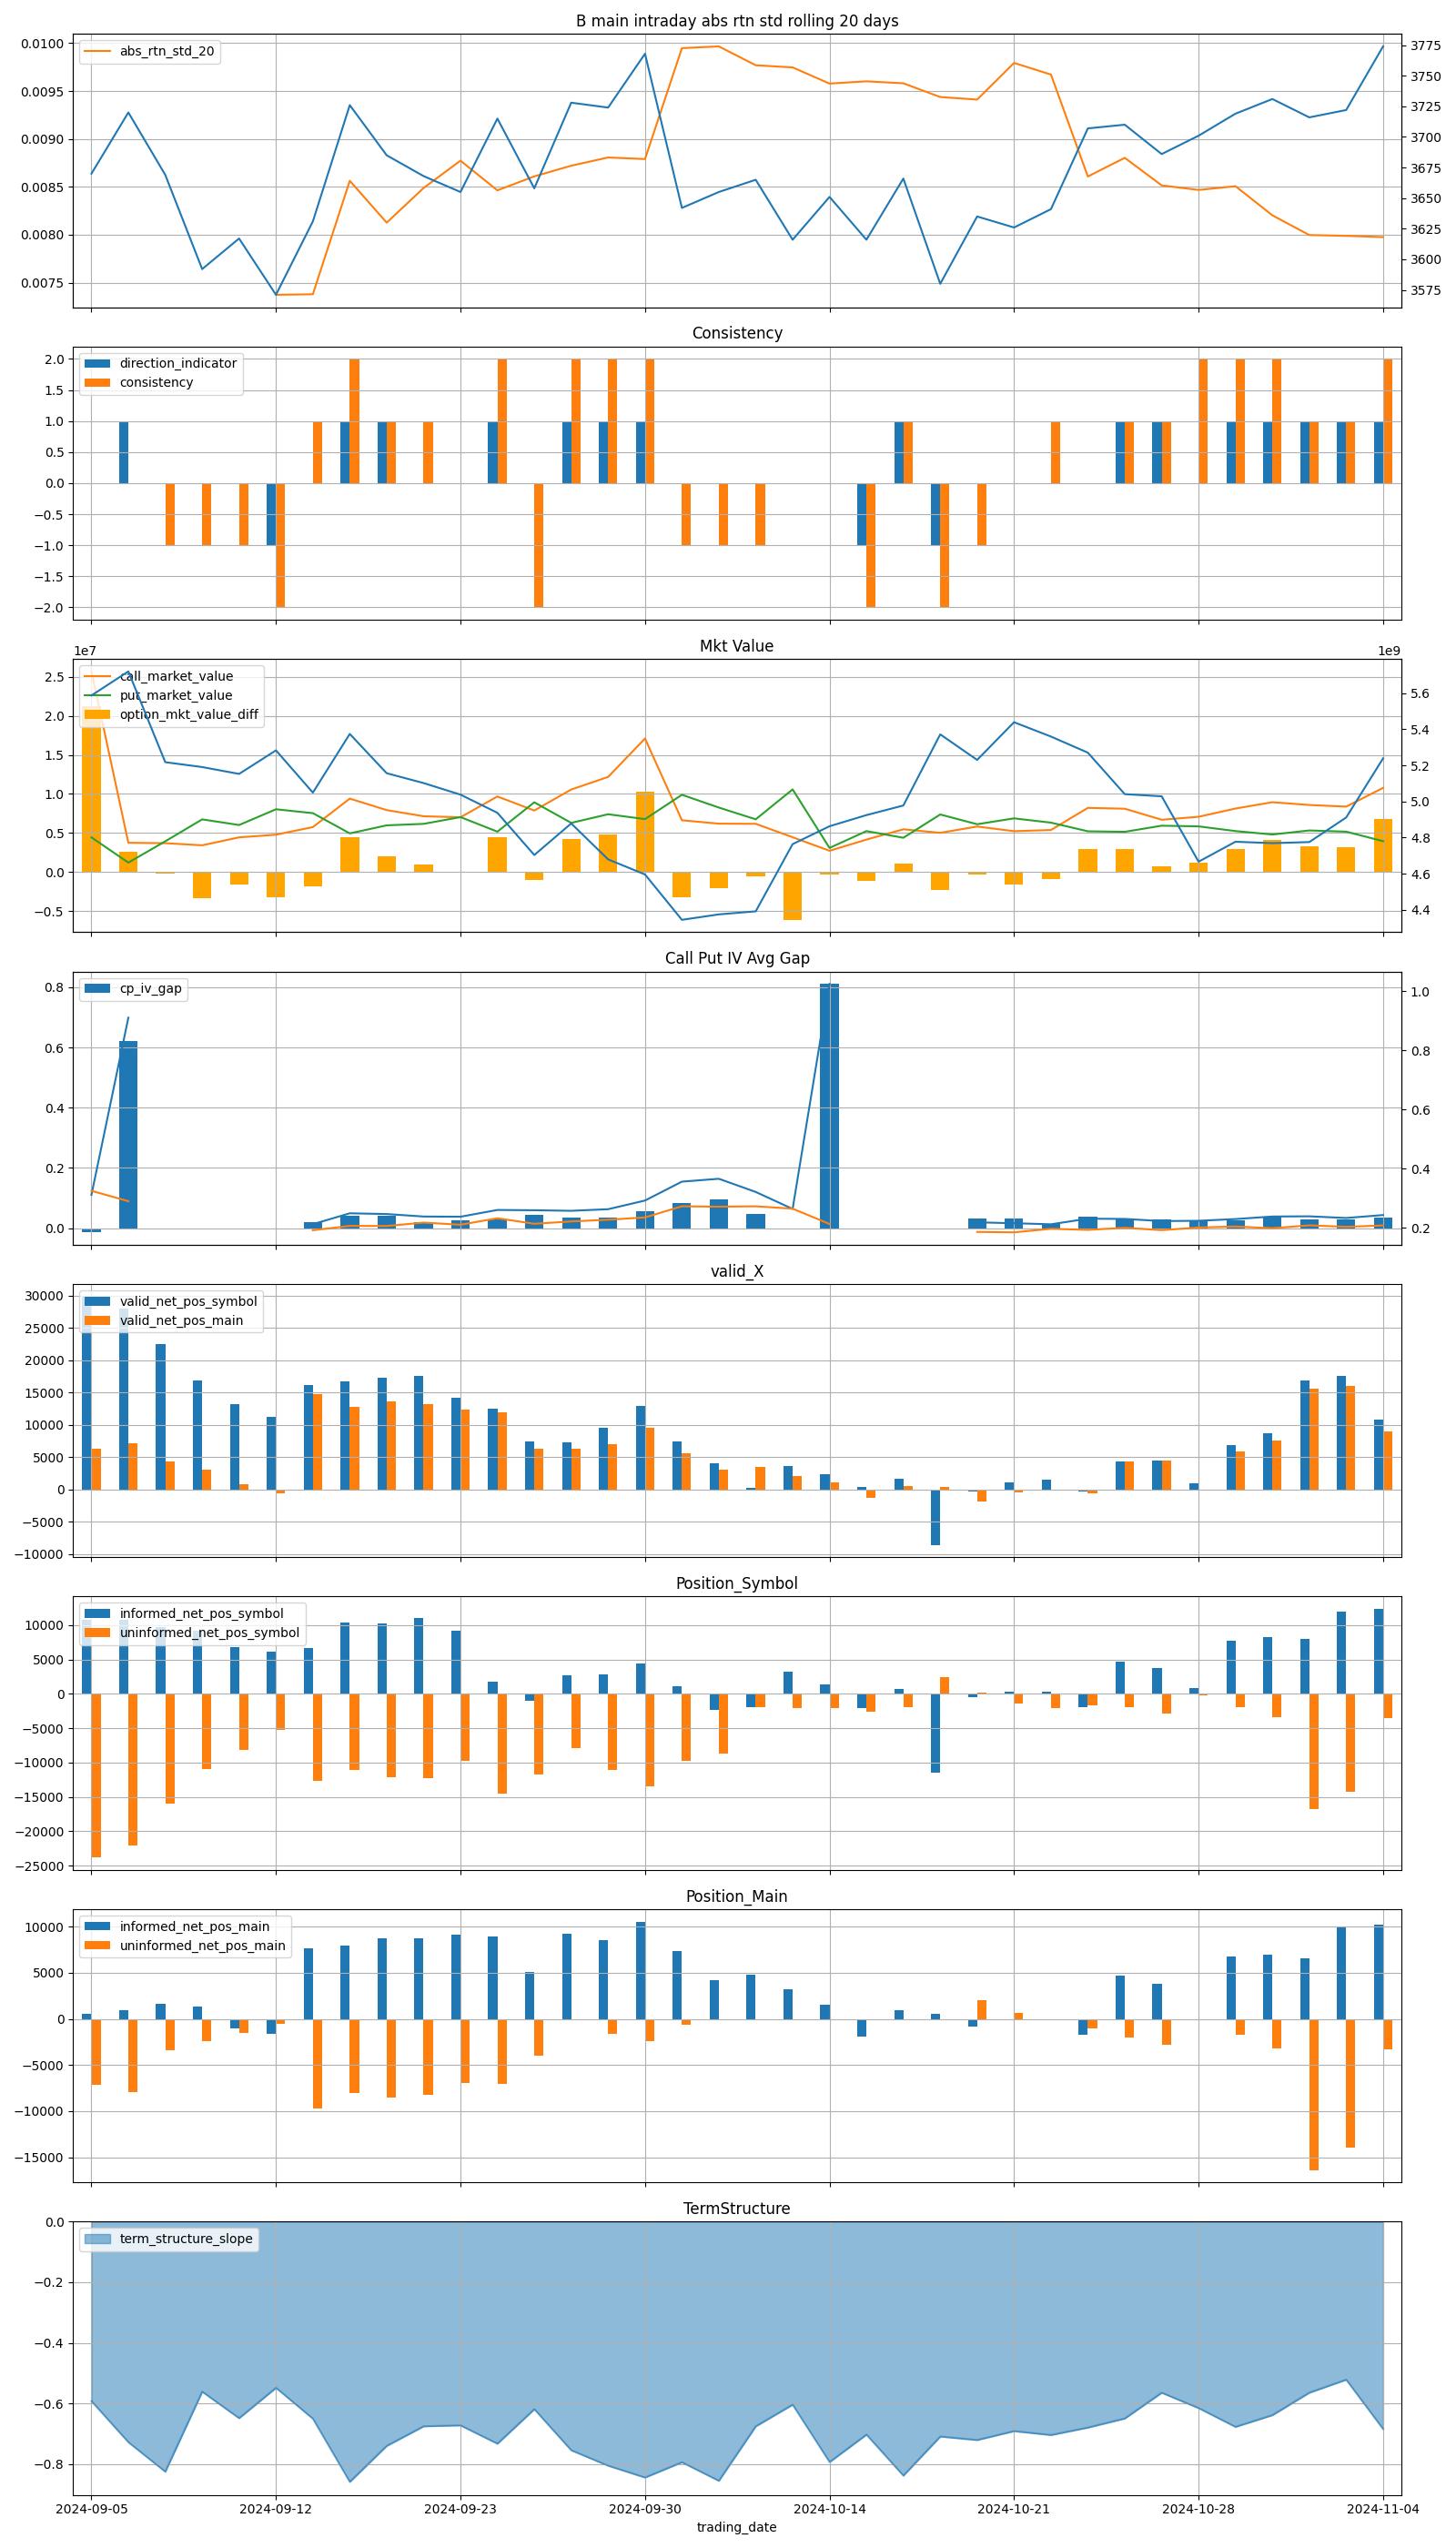 B main intraday abs rtn std rolling 20 days
abs_rtn_std_20
0.0100
0.0095
0.0090
0.0085
0.0080
0.0075
3775
3750
3725
3700
3675
3650
3625
3600
3575
Consistency
direction_indicator
consistency
2.0
1.5
1.0
0.5
0.0
−0.5
−1.0
−1.5
−2.0
Mkt Value
1e7
1e9
call_market_value
put_market_value
option_mkt_value_diff
2.5
2.0
1.5
1.0
0.5
0.0
−0.5
5.6
5.4
5.2
5.0
4.8
4.6
4.4
Call Put IV Avg Gap
cp_iv_gap
0.8
0.6
0.4
0.2
0.0
1.0
0.8
0.6
0.4
0.2
valid_X
valid_net_pos_symbol
valid_net_pos_main
30000
25000
20000
15000
10000
5000
0
−5000
−10000
Position_Symbol
informed_net_pos_symbol
uninformed_net_pos_symbol
10000
5000
0
−5000
−10000
−15000
−20000
−25000
Position_Main
informed_net_pos_main
uninformed_net_pos_main
10000
5000
0
−5000
−10000
−15000
TermStructure
term_structure_slope
0.0
−0.2
−0.4
−0.6
−0.8
2024-09-05 2024-09-12 2024-09-23 2024-09-30 2024-10-14 2024-10-21 2024-10-28 2024-11-04
trading_date